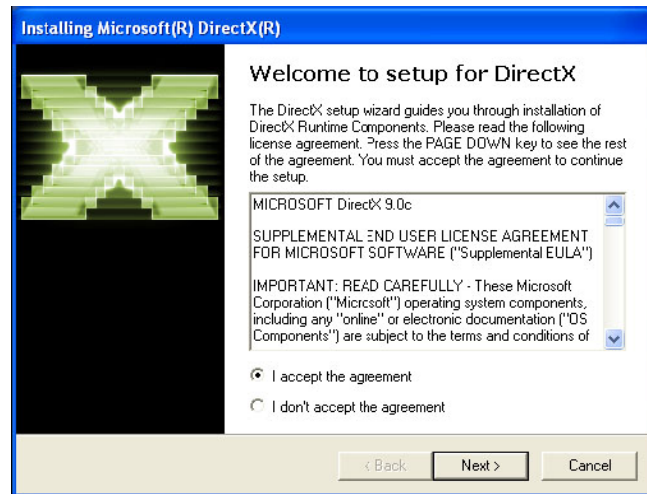 Installing Microsoft(R) DirectX(R)
Welcome to setup for DirectX
The DirectX setup wizard guides you through installation of
DirectX Runtime Components. Please read the following
license agreement. Press the PAGE DOWN key to see the rest
of the agreement. You must accept the agreement to continue
the setup.
MICROSOFT DirectX 9.0c
SUPPLEMENTAL END USER LICENSE AGREEMENT
FOR MICROSOFT SOFTWARE ("Supplemental EULA")
IMPORTANT: READ CAREFULLY - These Microsoft
Corporation ("Microsoft") operating system components,
including any "online" or electronic documentation ("OS
Components") are subject to the terms and conditions of
I accept the agreement
I don't accept the agreement
< Back
Next >
Cancel